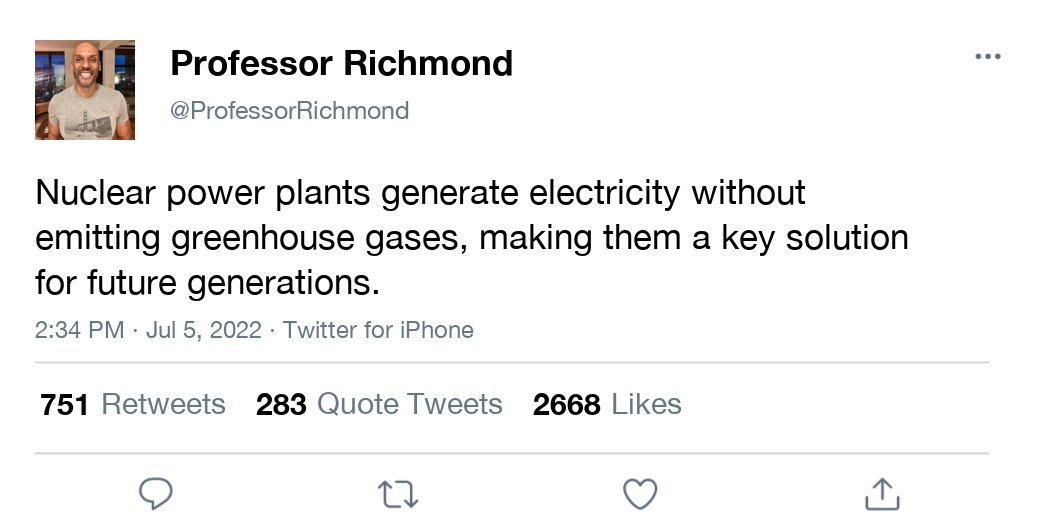 Professor Richmond
@ProfessorRichmond
Nuclear power plants generate electricity without
emitting greenhouse gases, making them a key solution
for future generations.
2:34 PM · Jul 5, 2022 · Twitter for iPhone
751 Retweets 283 Quote Tweets 2668 Likes